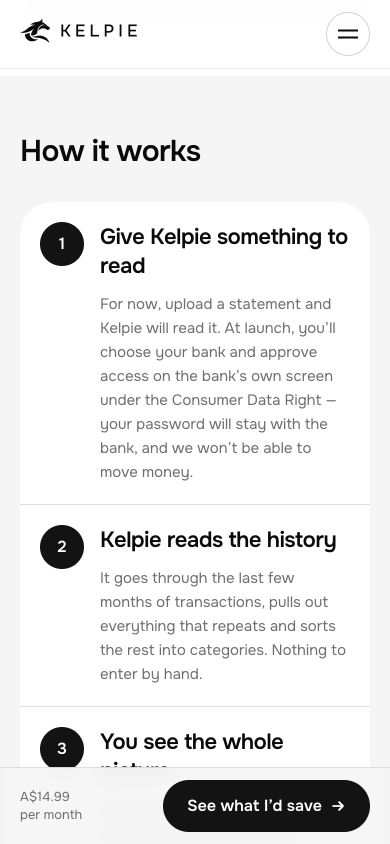 KELPIE
How it works
1
Give Kelpie something to
read
For now, upload a statement and
Kelpie will read it. At launch, you’ll
choose your bank and approve
access on the bank’s own screen
under the Consumer Data Right —
your password will stay with the
bank, and we won’t be able to
move money.
2
Kelpie reads the history
It goes through the last few
months of transactions, pulls out
everything that repeats and sorts
the rest into categories. Nothing to
enter by hand.
3
You see the whole
picture
A$14.99
per month
See what I’d save →